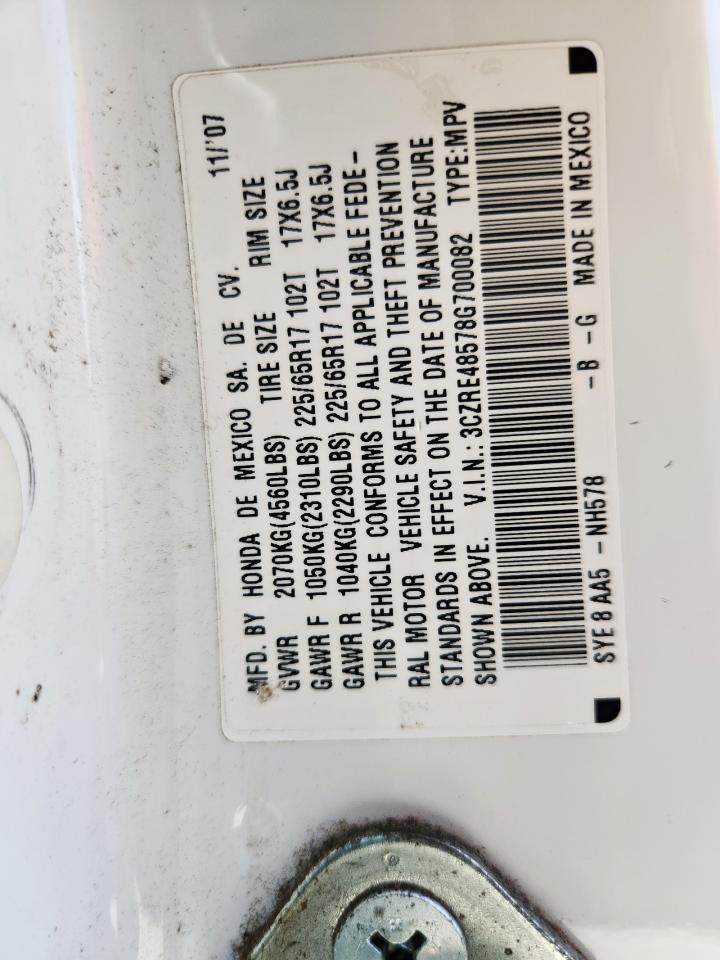 MFD. BY HONDA DE MEXICO SA. DE CV. 11/'07
GVWR 2070KG(4560LBS) TIRE SIZE RIM SIZE
GAWR F 1050KG(2310LBS) 225/65R17 102T 17X6.5J
GAWR R 1040KG(2290LBS) 225/65R17 102T 17X6.5J
THIS VEHICLE CONFORMS TO ALL APPLICABLE FEDE-
RAL MOTOR VEHICLE SAFETY AND THEFT PREVENTION
STANDARDS IN EFFECT ON THE DATE OF MANUFACTURE
SHOWN ABOVE. V.I.N.: 3CZRE48578G700082 TYPE:MPV
SYE 8 AA5 -NH578 -B -G MADE IN MEXICO